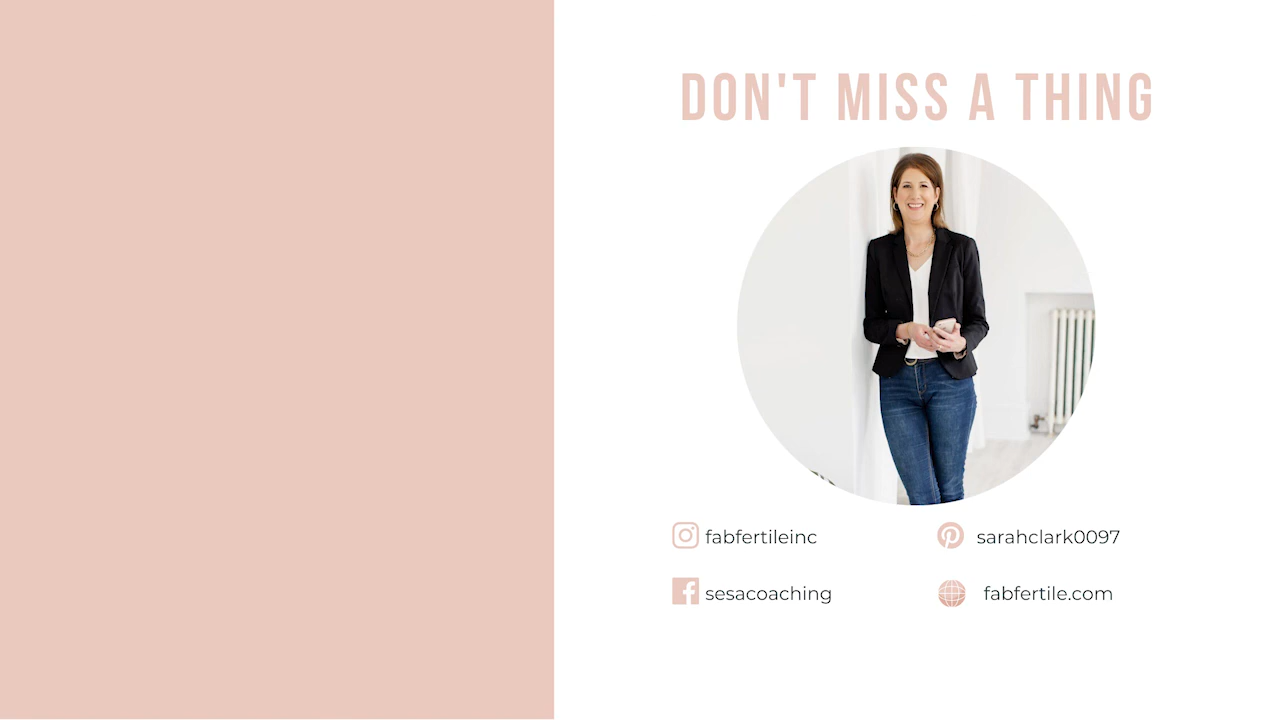 DON'T MISS A THING
fabfertileinc
sarahclark0097
sesacoaching
fabfertile.com